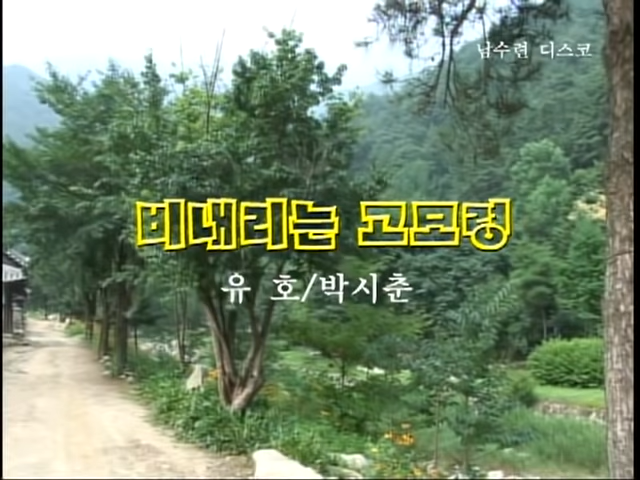 남수련 디스코
비내리는 고모령
유 호/박시춘